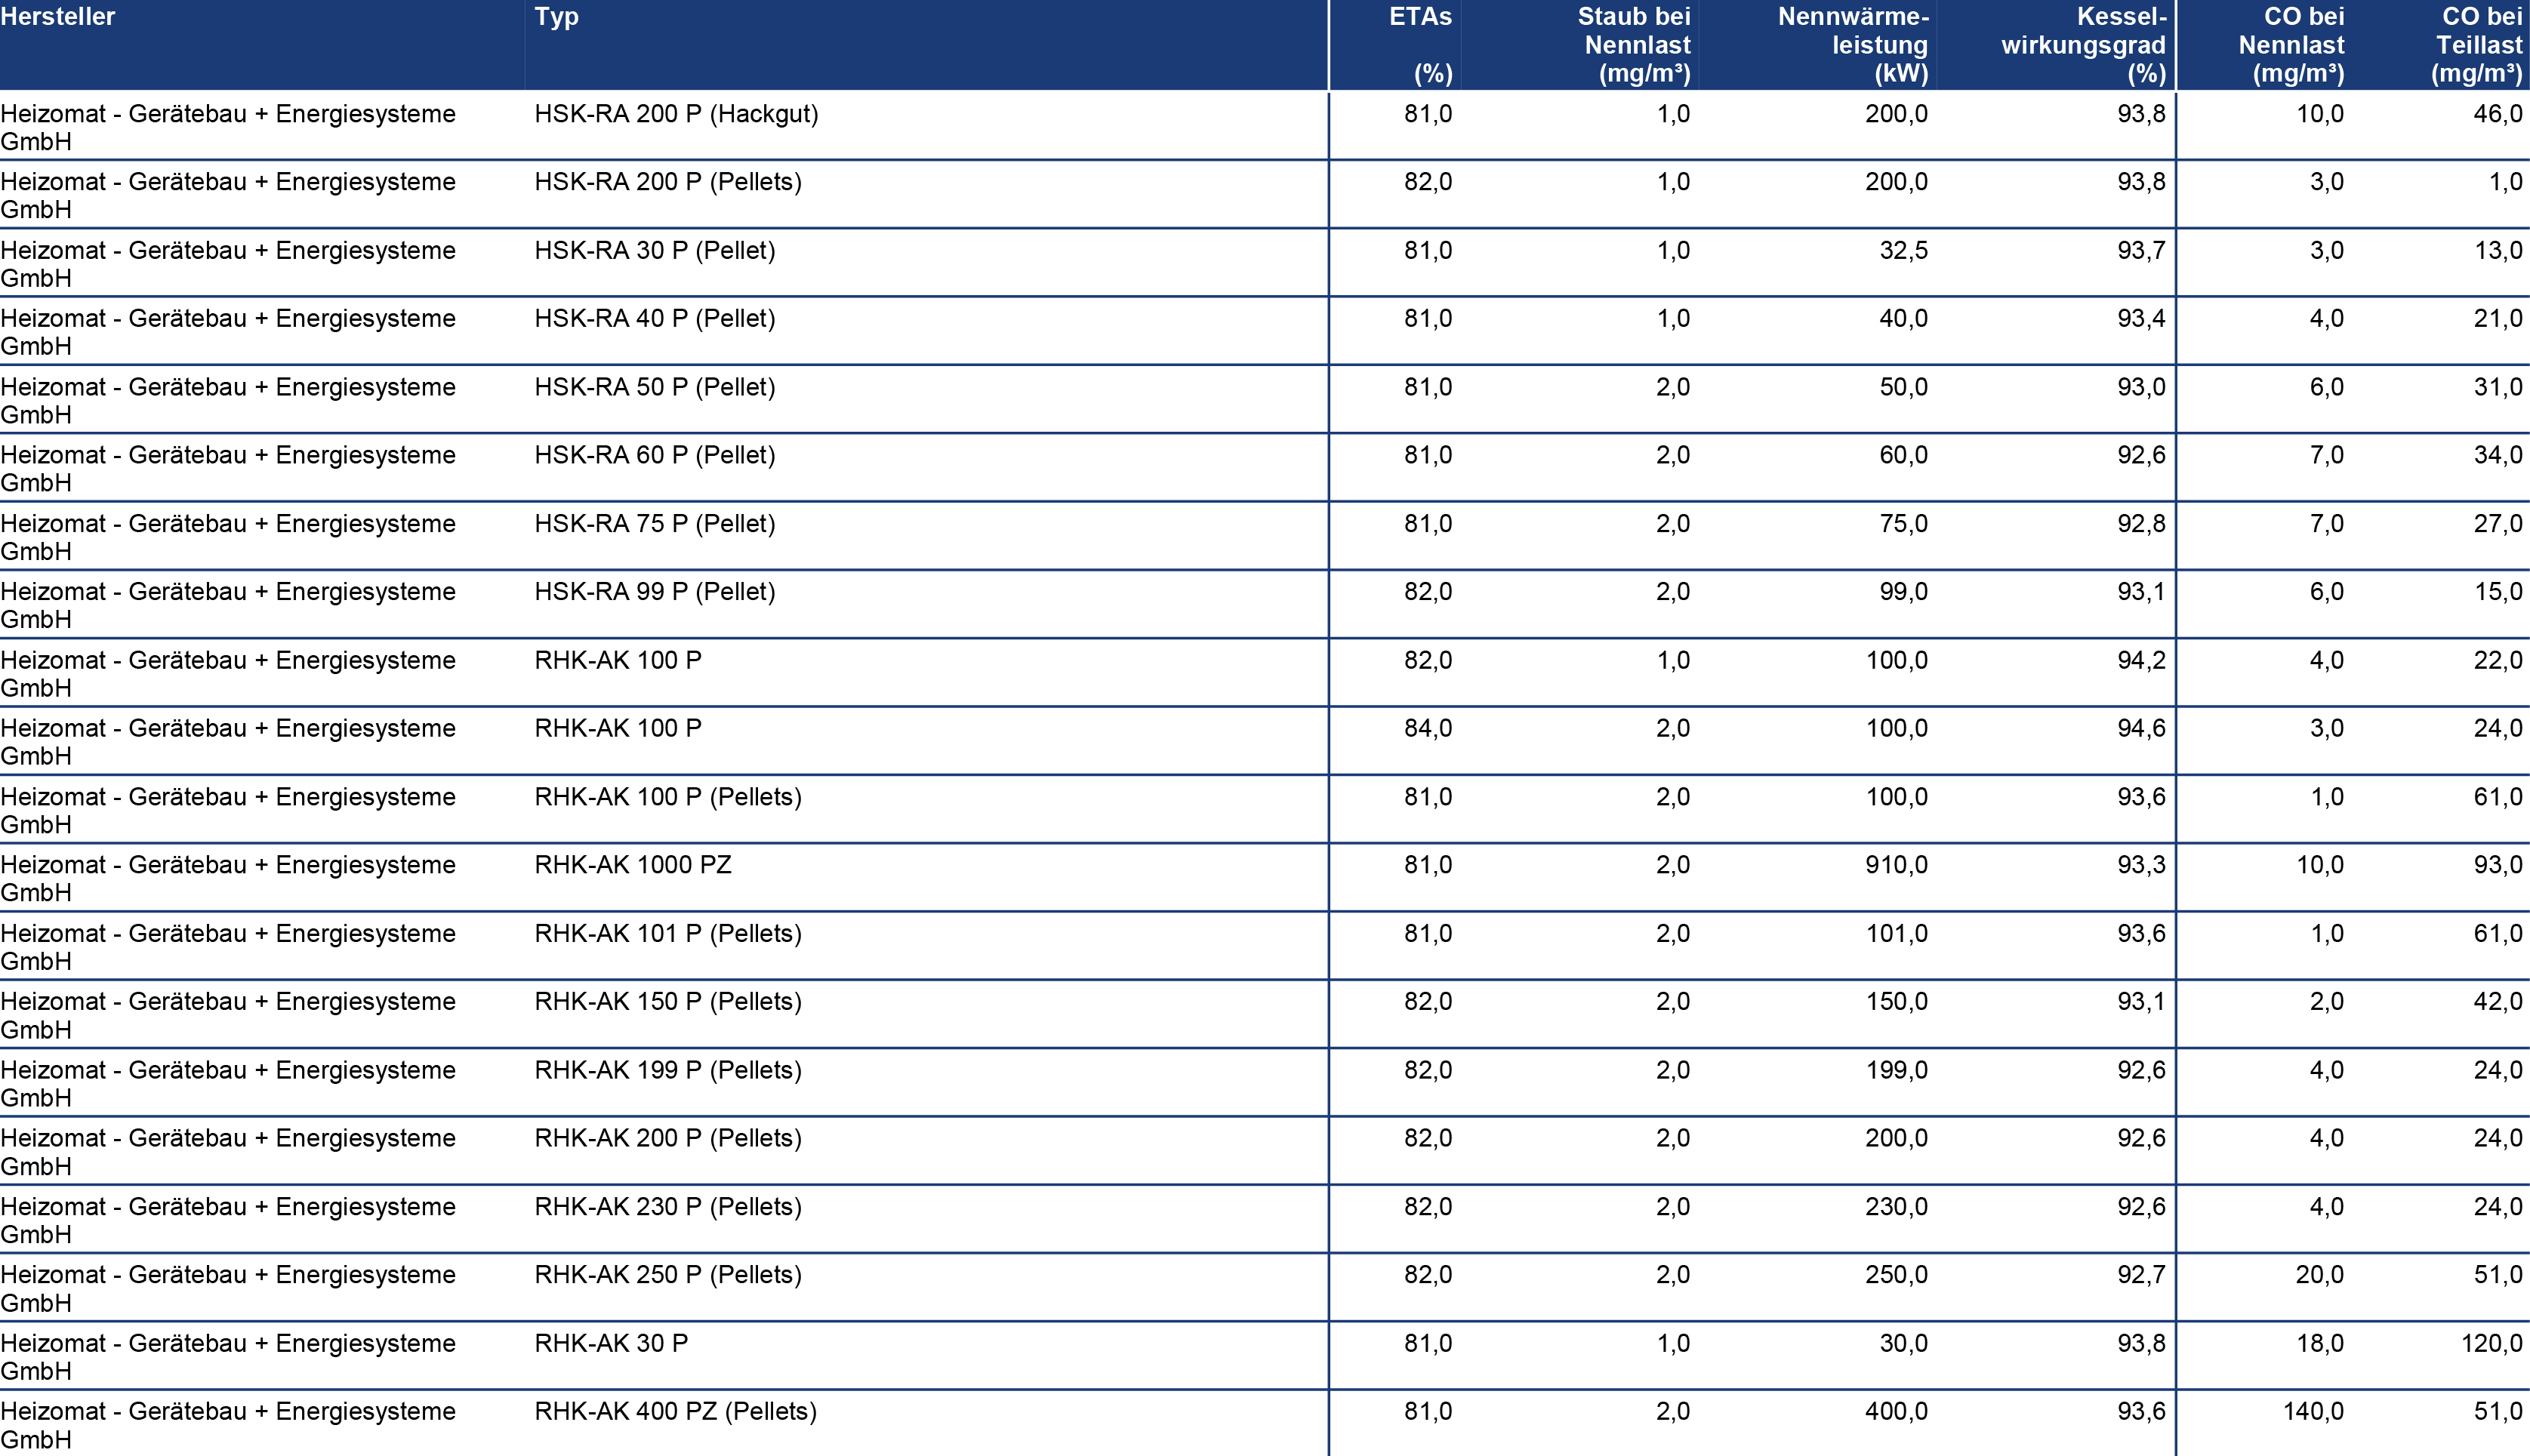 Hersteller Typ ETAs Staub bei Nennwärme- Kessel- CO bei CO bei
Nennlast leistung wirkungsgrad Nennlast Teillast
(%) (mg/m³) (kW) (%) (mg/m³) (mg/m³)
Heizomat - Gerätebau + Energiesysteme HSK-RA 200 P (Hackgut) 81,0 1,0 200,0 93,8 10,0 46,0
GmbH
Heizomat - Gerätebau + Energiesysteme HSK-RA 200 P (Pellets) 82,0 1,0 200,0 93,8 3,0 1,0
GmbH
Heizomat - Gerätebau + Energiesysteme HSK-RA 30 P (Pellet) 81,0 1,0 32,5 93,7 3,0 13,0
GmbH
Heizomat - Gerätebau + Energiesysteme HSK-RA 40 P (Pellet) 81,0 1,0 40,0 93,4 4,0 21,0
GmbH
Heizomat - Gerätebau + Energiesysteme HSK-RA 50 P (Pellet) 81,0 2,0 50,0 93,0 6,0 31,0
GmbH
Heizomat - Gerätebau + Energiesysteme HSK-RA 60 P (Pellet) 81,0 2,0 60,0 92,6 7,0 34,0
GmbH
Heizomat - Gerätebau + Energiesysteme HSK-RA 75 P (Pellet) 81,0 2,0 75,0 92,8 7,0 27,0
GmbH
Heizomat - Gerätebau + Energiesysteme HSK-RA 99 P (Pellet) 82,0 2,0 99,0 93,1 6,0 15,0
GmbH
Heizomat - Gerätebau + Energiesysteme RHK-AK 100 P 82,0 1,0 100,0 94,2 4,0 22,0
GmbH
Heizomat - Gerätebau + Energiesysteme RHK-AK 100 P 84,0 2,0 100,0 94,6 3,0 24,0
GmbH
Heizomat - Gerätebau + Energiesysteme RHK-AK 100 P (Pellets) 81,0 2,0 100,0 93,6 1,0 61,0
GmbH
Heizomat - Gerätebau + Energiesysteme RHK-AK 1000 PZ 81,0 2,0 910,0 93,3 10,0 93,0
GmbH
Heizomat - Gerätebau + Energiesysteme RHK-AK 101 P (Pellets) 81,0 2,0 101,0 93,6 1,0 61,0
GmbH
Heizomat - Gerätebau + Energiesysteme RHK-AK 150 P (Pellets) 82,0 2,0 150,0 93,1 2,0 42,0
GmbH
Heizomat - Gerätebau + Energiesysteme RHK-AK 199 P (Pellets) 82,0 2,0 199,0 92,6 4,0 24,0
GmbH
Heizomat - Gerätebau + Energiesysteme RHK-AK 200 P (Pellets) 82,0 2,0 200,0 92,6 4,0 24,0
GmbH
Heizomat - Gerätebau + Energiesysteme RHK-AK 230 P (Pellets) 82,0 2,0 230,0 92,6 4,0 24,0
GmbH
Heizomat - Gerätebau + Energiesysteme RHK-AK 250 P (Pellets) 82,0 2,0 250,0 92,7 20,0 51,0
GmbH
Heizomat - Gerätebau + Energiesysteme RHK-AK 30 P 81,0 1,0 30,0 93,8 18,0 120,0
GmbH
Heizomat - Gerätebau + Energiesysteme RHK-AK 400 PZ (Pellets) 81,0 2,0 400,0 93,6 140,0 51,0
GmbH